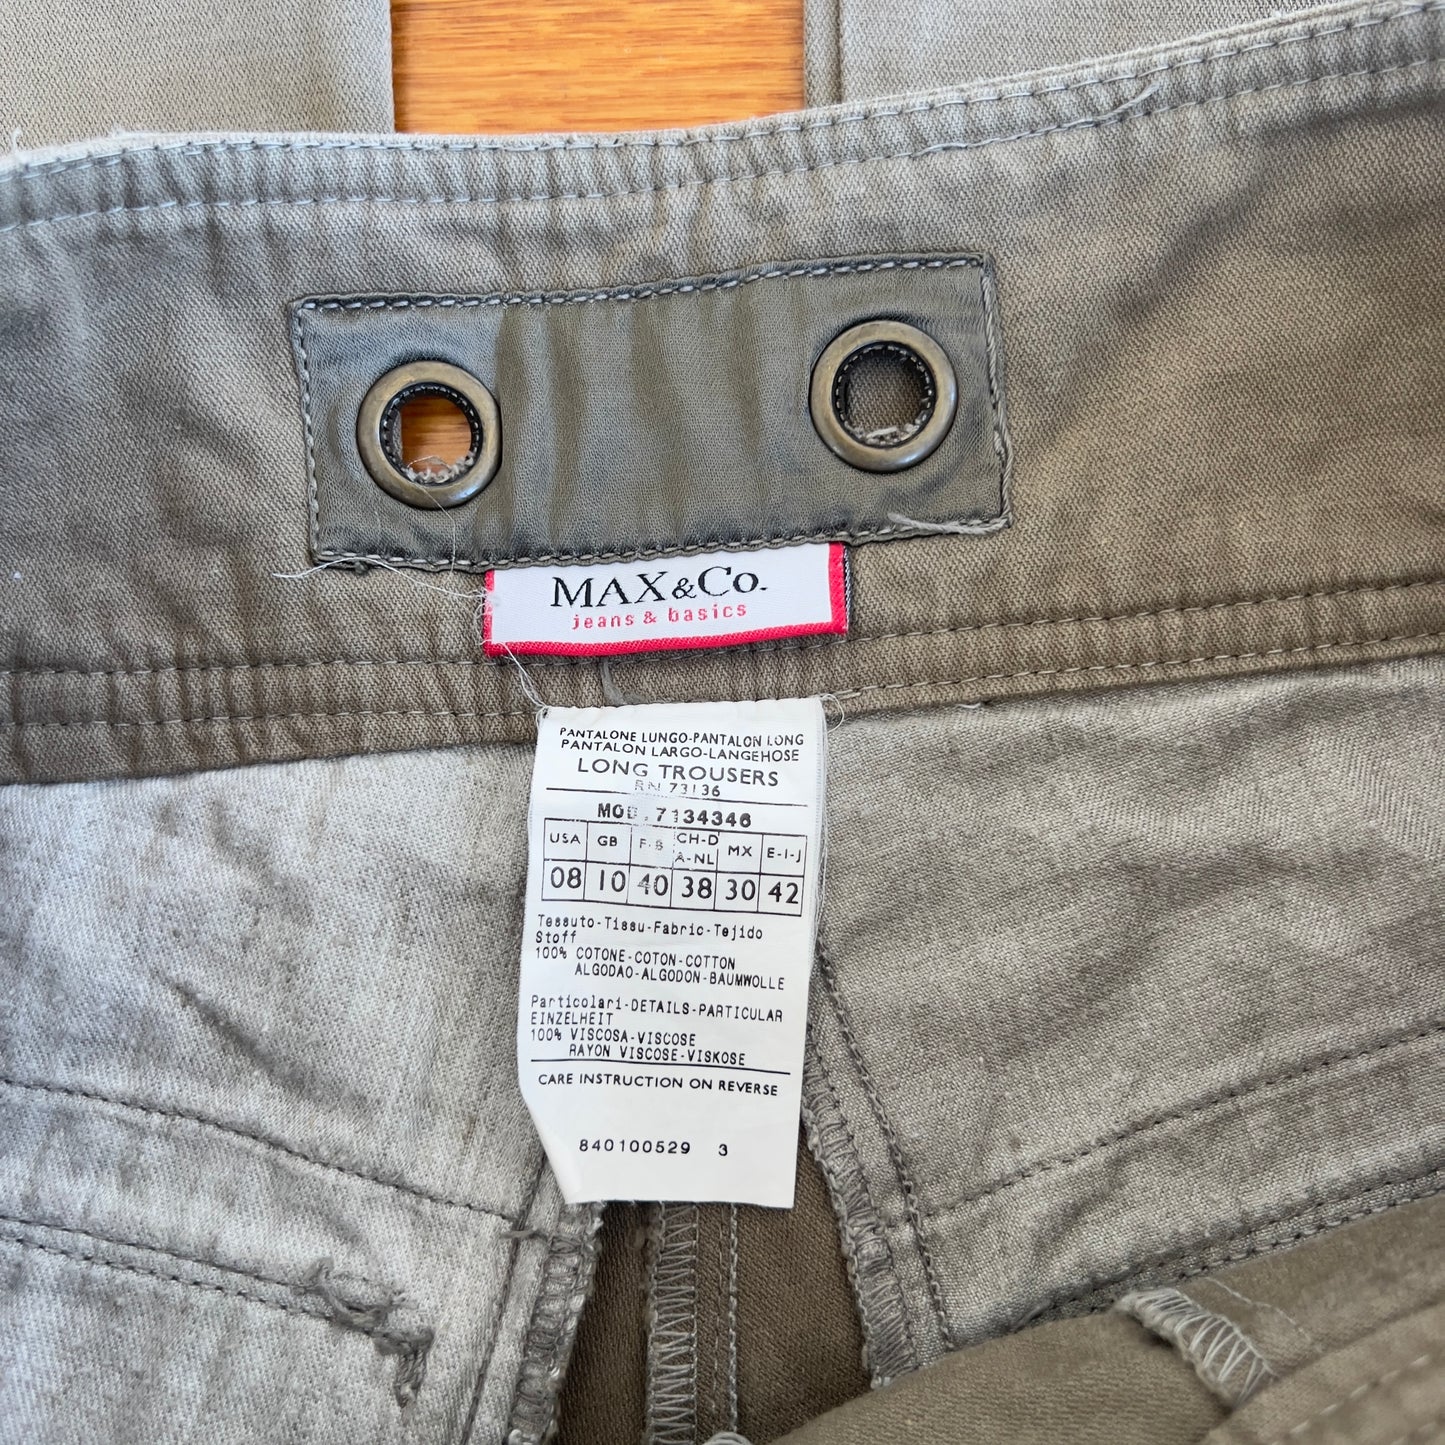 MAX&Co.
jeans & basics
PANTALONE LUNGO-PANTALON LONG
PANTALON LARGO-LANGEHOSE
LONG TROUSERS
RN 73136
MOD. 7134346
USA GB F-B CH-D A-NL MX E-I-J
08 10 40 38 30 42
Tessuto-Tissu-Fabric-Tejido
Stoff
100% COTONE-COTON-COTTON
ALGODAO-ALGODON-BAUMWOLLE
Particolari-DETAILS-PARTICULAR
EINZELHEIT
100% VISCOSA-VISCOSE
RAYON VISCOSE-VISKOSE
CARE INSTRUCTION ON REVERSE
840100529 3